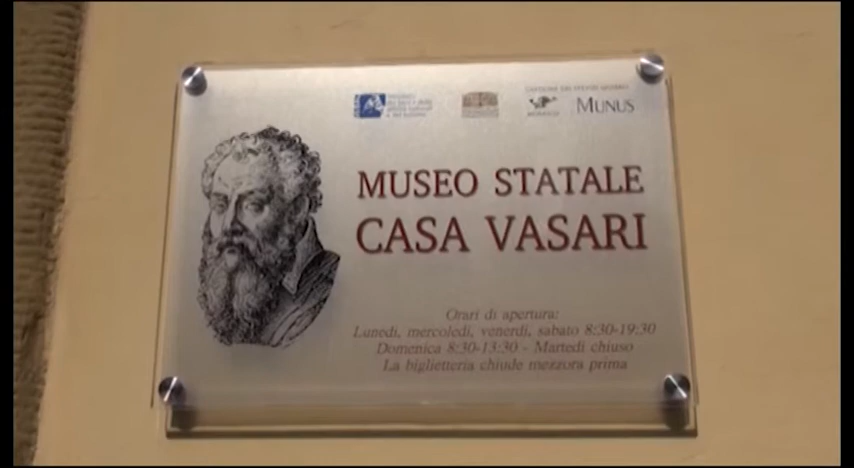 MUNUS
MUSEO STATALE
CASA VASARI
Orari di apertura:
Lunedì, mercoledì, venerdì, sabato 8:30-19:30
Domenica 8:30-13:30 - Martedì chiuso
La biglietteria chiude mezzora prima